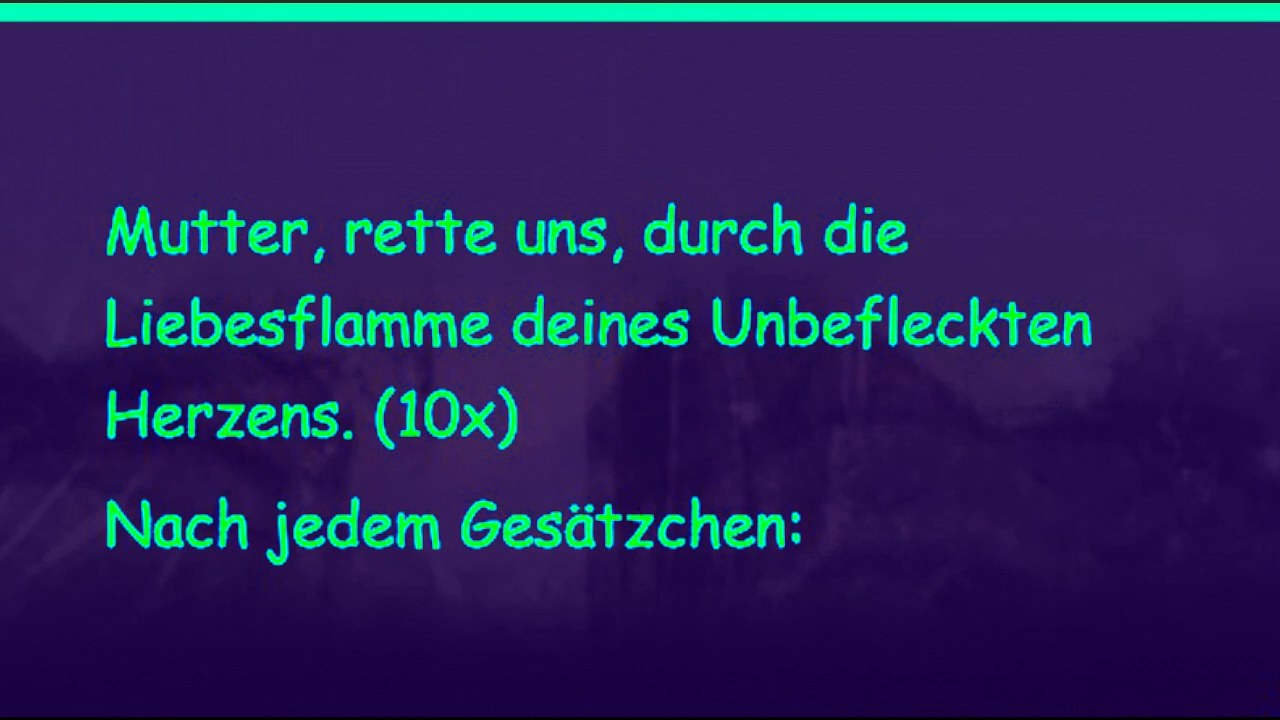 Mutter, rette uns, durch die
Liebesflamme deines Unbefleckten
Herzens. (10x)
Nach jedem Gesätzchen: